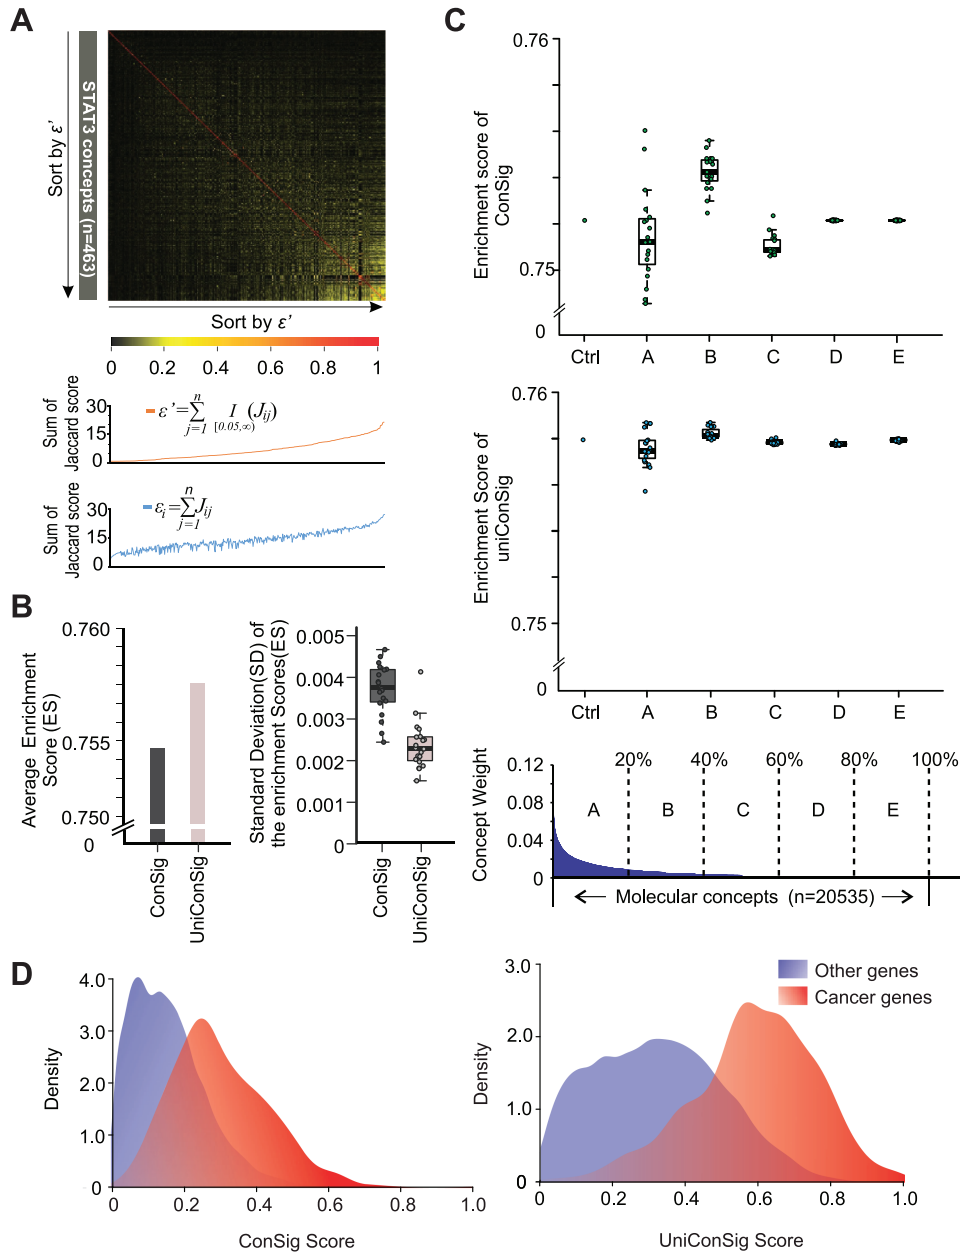 A
Sort by ε'
STAT3 concepts (n=463)
Sort by ε'
0 0.2 0.4 0.6 0.8 1
Sum of
Jaccard score
30
15
0
ε'=∑ I (Jij)
n
j=1
[0.05,∞)
Sum of
Jaccard score
30
15
0
εi=∑Jij
n
j=1
B
Average Enrichment
Score (ES)
0.760
0.755
0.750
0
ConSig
UniConSig
Standard Deviation(SD) of
the enrichment Scores(ES)
0.005
0.004
0.003
0.002
0.001
0
ConSig
UniConSig
C
Enrichment score of
ConSig
0.76
0.75
0
Ctrl A B C D E
Enrichment Score of
uniConSig
0.76
0.75
0
Ctrl A B C D E
Concept Weight
0.12
0.08
0.04
0
20% 40% 60% 80% 100%
A B C D E
Molecular concepts (n=20535)
D
Density
4.0
3.0
2.0
1.0
0
0 0.2 0.4 0.6 0.8 1.0
ConSig Score
Density
3.0
2.0
1.0
0
0 0.2 0.4 0.6 0.8 1.0
UniConSig Score
Other genes
Cancer genes